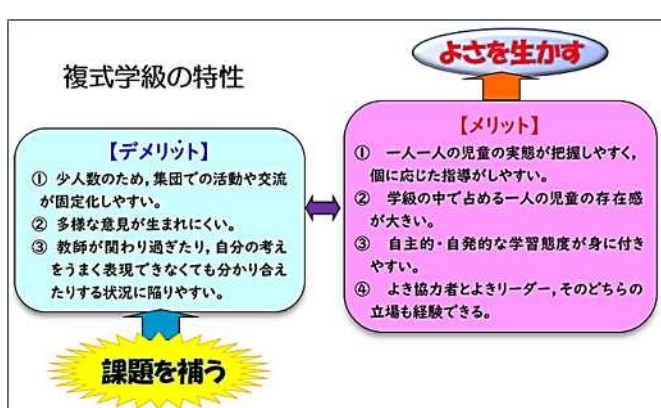 複式学級の特性
よさを生かす
【デメリット】
① 少人数のため,集団での活動や交流
が固定化しやすい。
② 多様な意見が生まれにくい。
③ 教師が関わり過ぎたり,自分の考え
をうまく表現できなくても分かり合え
たりする状況に陥りやすい。
課題を補う
【メリット】
① 一人一人の児童の実態が把握しやすく,
個に応じた指導がしやすい。
② 学級の中で占める一人の児童の存在感
が大きい。
③ 自主的・自発的な学習態度が身に付き
やすい。
④ よき協力者とよきリーダー,そのどちらの
立場も経験できる。